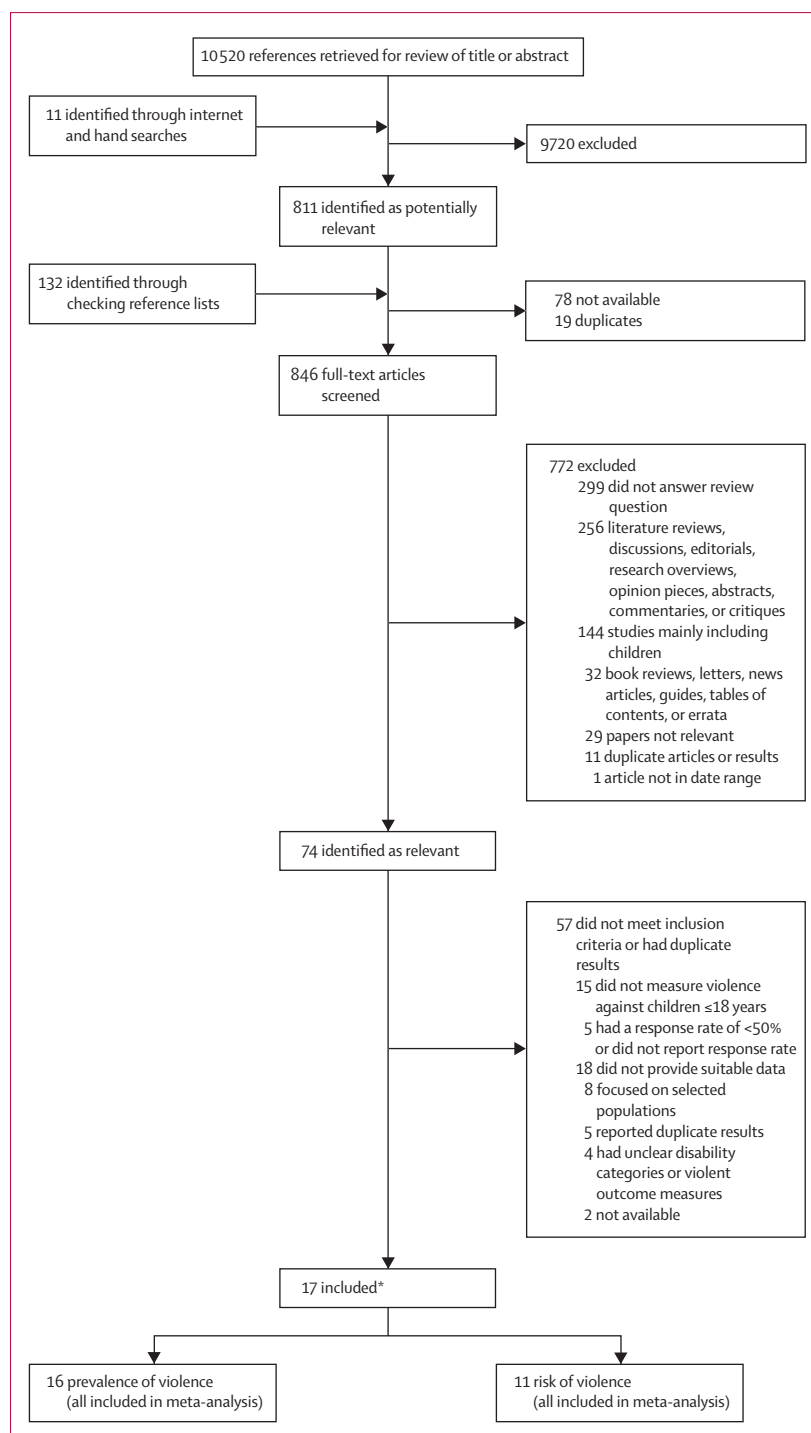 10520 references retrieved for review of title or abstract
11 identified through internet
and hand searches
9720 excluded
811 identified as potentially
relevant
132 identified through
checking reference lists
78 not available
19 duplicates
846 full-text articles
screened
772 excluded
299 did not answer review
question
256 literature reviews,
discussions, editorials,
research overviews,
opinion pieces, abstracts,
commentaries, or critiques
144 studies mainly including
children
32 book reviews, letters, news
articles, guides, tables of
contents, or errata
29 papers not relevant
11 duplicate articles or results
1 article not in date range
74 identified as relevant
57 did not meet inclusion
criteria or had duplicate
results
15 did not measure violence
against children ≤18 years
5 had a response rate of <50%
or did not report response rate
18 did not provide suitable data
8 focused on selected
populations
5 reported duplicate results
4 had unclear disability
categories or violent
outcome measures
2 not available
17 included*
16 prevalence of violence
(all included in meta-analysis)
11 risk of violence
(all included in meta-analysis)